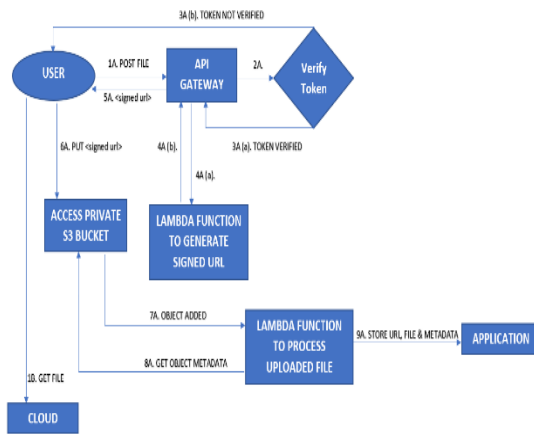 3A (b). TOKEN NOT VERIFIED
USER
1A. POST FILE
API
GATEWAY
2A.
Verify
Token
5A. <signed url>
3A (a). TOKEN VERIFIED
6A. PUT <signed url>
4A (b).
4A (a).
ACCESS PRIVATE
S3 BUCKET
LAMBDA FUNCTION
TO GENERATE
SIGNED URL
7A. OBJECT ADDED
LAMBDA FUNCTION
TO PROCESS
UPLOADED FILE
9A. STORE URL, FILE & METADATA
APPLICATION
8A. GET OBJECT METADATA
1B. GET FILE
CLOUD